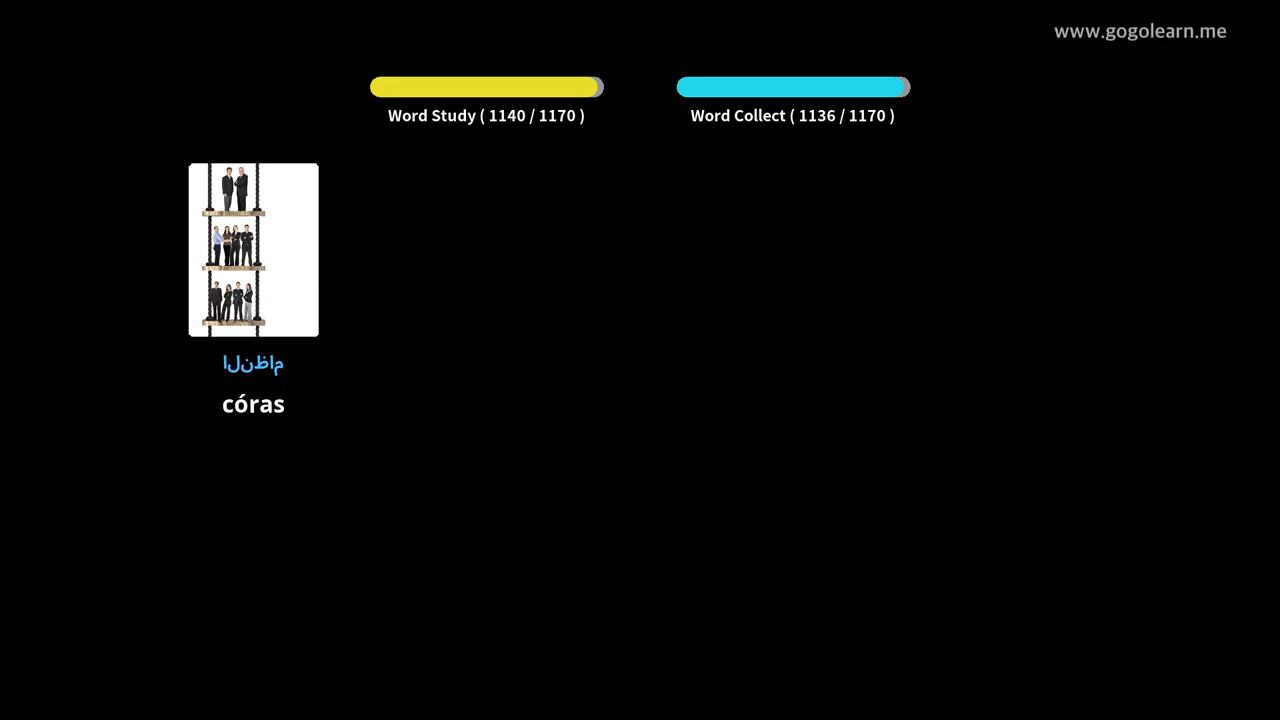 www.gogolearn.me
Word Study ( 1140 / 1170 )
Word Collect ( 1136 / 1170 )
النظام
córas